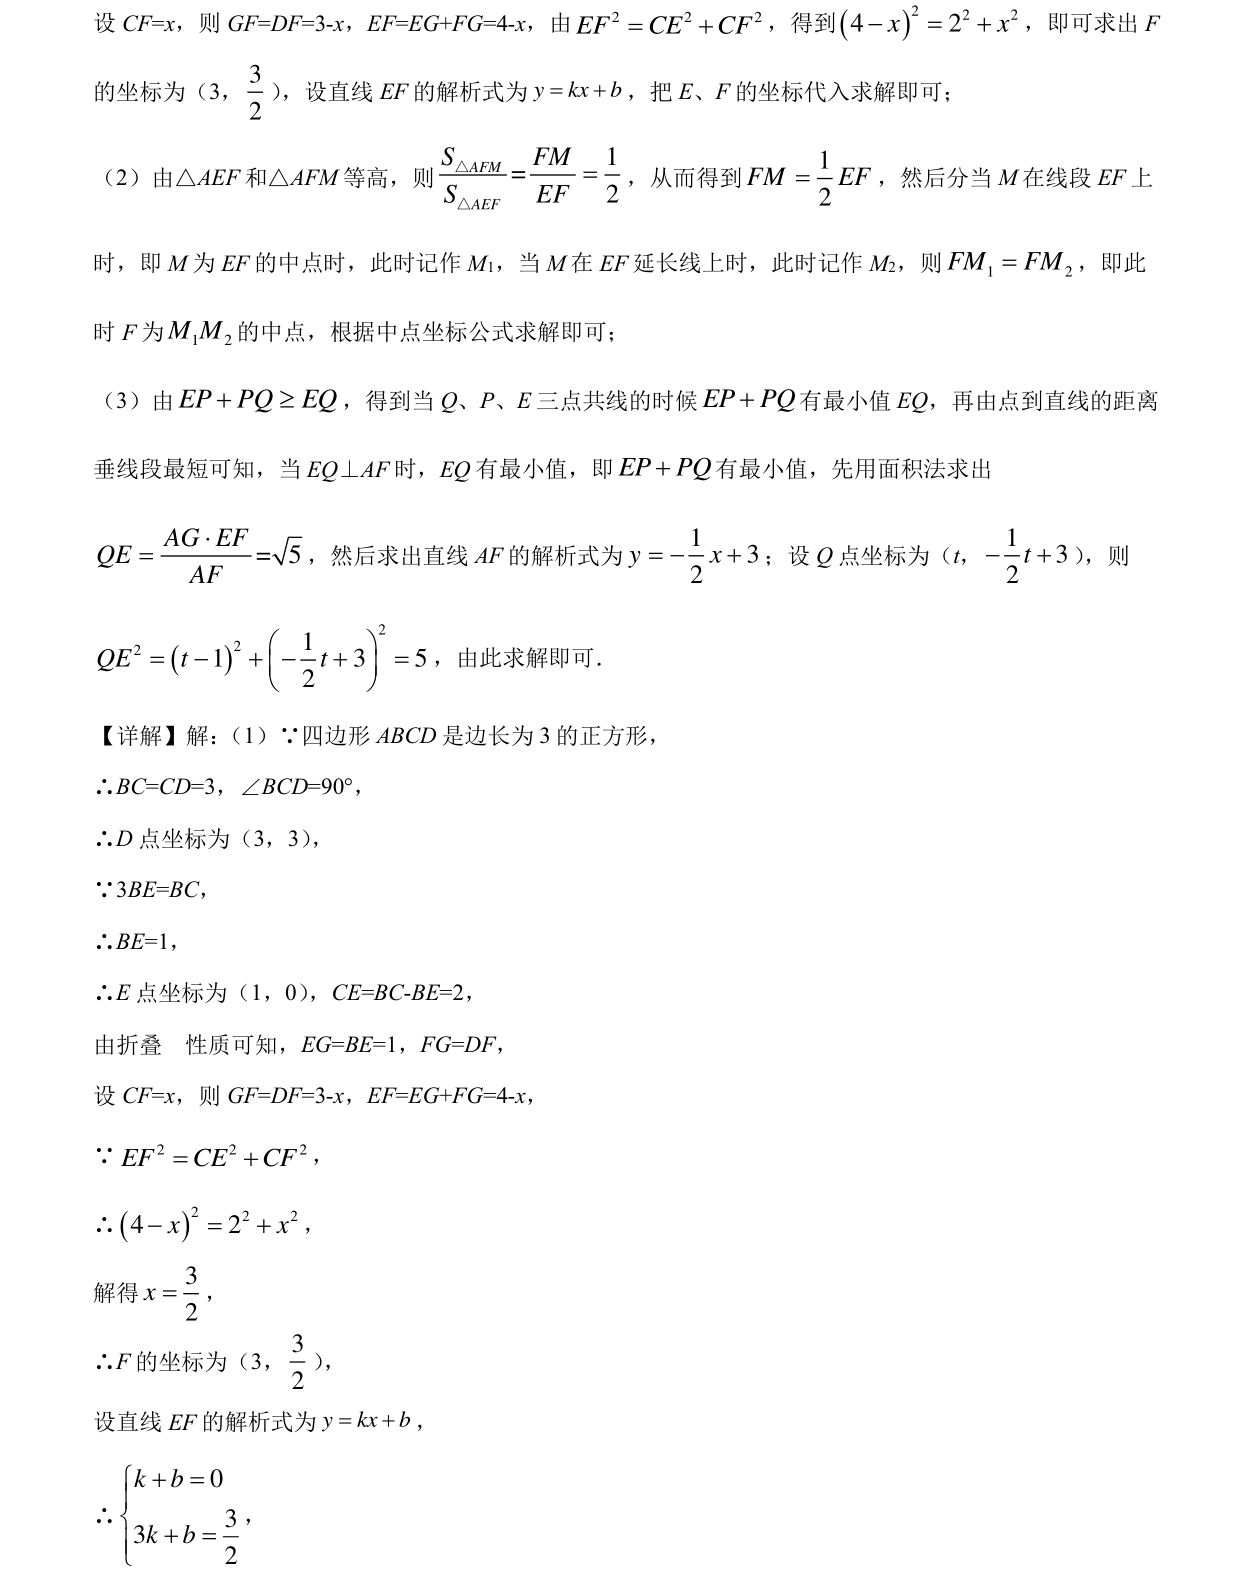 设 CF=x，则 GF=DF=3-x，EF=EG+FG=4-x，由 EF² = CE² + CF²，得到 (4−x)² = 2² + x²，即可求出 F
的坐标为（3，3/2），设直线 EF 的解析式为 y = kx + b，把 E、F 的坐标代入求解即可；
（2）由△AEF 和△AFM 等高，则 S△AFM/S△AEF = FM/EF = 1/2，从而得到 FM = 1/2 EF，然后分当 M 在线段 EF 上
时，即 M 为 EF 的中点时，此时记作 M₁，当 M 在 EF 延长线上时，此时记作 M₂，则 FM₁ = FM₂，即此
时 F 为 M₁M₂ 的中点，根据中点坐标公式求解即可；
（3）由 EP + PQ ≥ EQ，得到当 Q、P、E 三点共线的时候 EP + PQ 有最小值 EQ，再由点到直线的距离
垂线段最短可知，当 EQ⊥AF 时，EQ 有最小值，即 EP + PQ 有最小值，先用面积法求出
QE = AG·EF/AF = √5，然后求出直线 AF 的解析式为 y = −1/2 x + 3；设 Q 点坐标为（t，−1/2 t + 3），则
QE² = (t − 1)² + (−1/2 t + 3)² = 5，由此求解即可．
【详解】解：（1）∵四边形 ABCD 是边长为 3 的正方形，
∴BC=CD=3，∠BCD=90°，
∴D 点坐标为（3，3），
∵3BE=BC，
∴BE=1，
∴E 点坐标为（1，0），CE=BC-BE=2，
由折叠　性质可知，EG=BE=1，FG=DF，
设 CF=x，则 GF=DF=3-x，EF=EG+FG=4-x，
∵ EF² = CE² + CF²，
∴ (4−x)² = 2² + x²，
解得 x = 3/2，
∴F 的坐标为（3，3/2），
设直线 EF 的解析式为 y = kx + b，
∴ { k + b = 0
3k + b = 3/2，